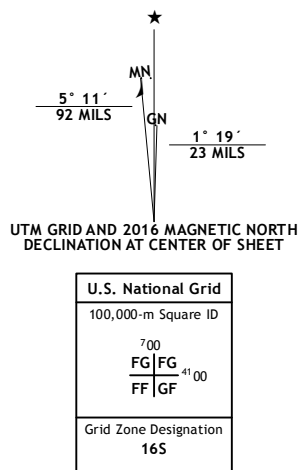 MN.
5° 11´
92 MILS
GN
1° 19´
23 MILS
UTM GRID AND 2016 MAGNETIC NORTH
DECLINATION AT CENTER OF SHEET
U.S. National Grid
100,000-m Square ID
700
FG FG
4100
FF GF
Grid Zone Designation
16S